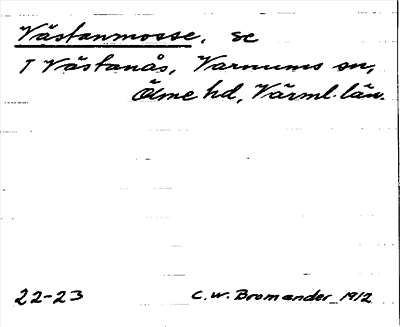 Västanmosse, se
T Västanås, Varnums sn,
Ölme hd, Värml. län.
22-23 C. W. Bromander 1912